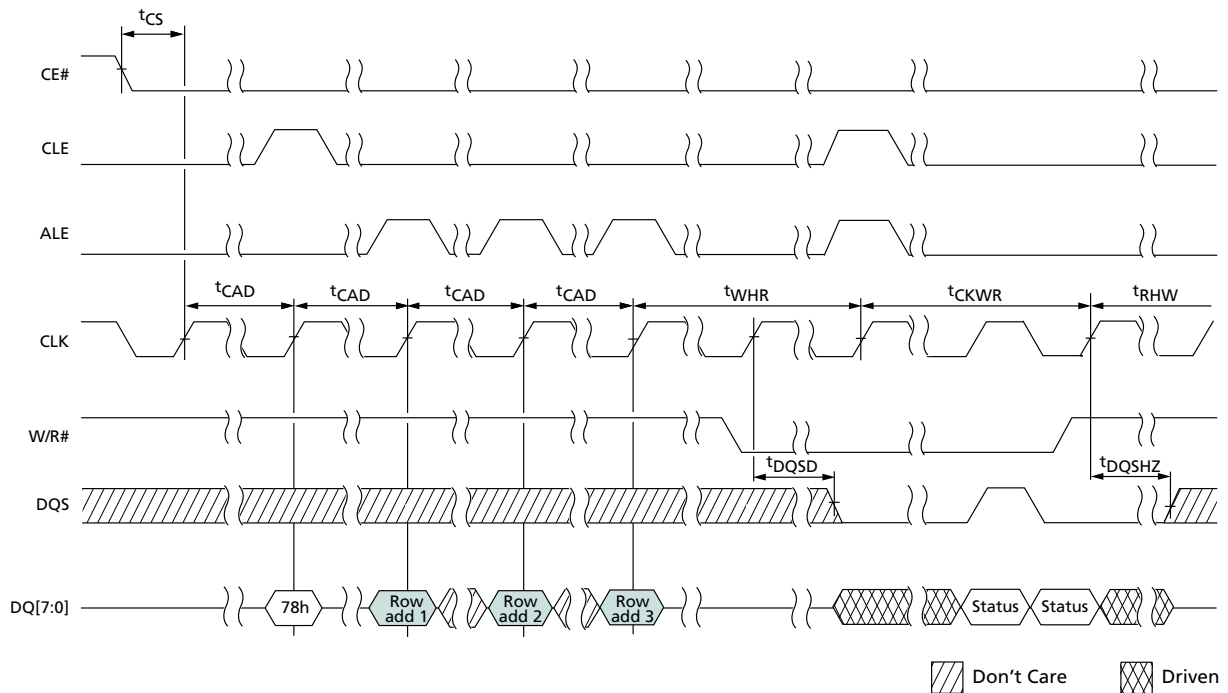 tCS
CE#
CLE
ALE
tCAD
tCAD
tCAD
tCAD
tWHR
tCKWR
tRHW
CLK
W/R#
tDQSD
tDQSHZ
DQS
DQ[7:0]
78h
Row
add 1
Row
add 2
Row
add 3
Status
Status
Don't Care
Driven